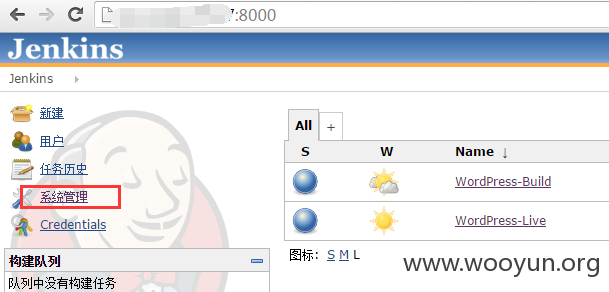 :8000
Jenkins
Jenkins
新建
用户
任务历史
系统管理
Credentials
构建队列
队列中没有构建任务
All +
S W Name ↓
WordPress-Build
WordPress-Live
图标: S M L
www.wooyun.org